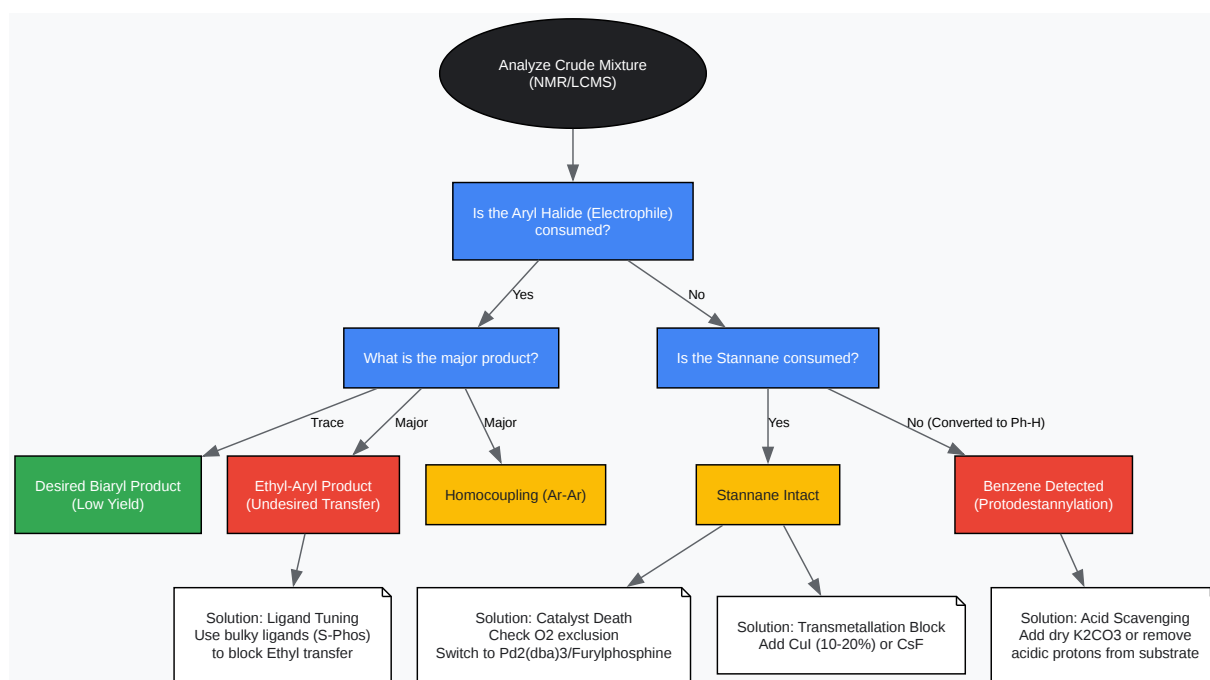 Analyze Crude Mixture
(NMR/LCMS)
Is the Aryl Halide (Electrophile)
consumed?
Yes
No
What is the major product?
Is the Stannane consumed?
Trace
Major
Major
Yes
No (Converted to Ph-H)
Desired Biaryl Product
(Low Yield)
Ethyl-Aryl Product
(Undesired Transfer)
Homocoupling (Ar-Ar)
Stannane Intact
Benzene Detected
(Protodestannylation)
Solution: Ligand Tuning
Use bulky ligands (S-Phos)
to block Ethyl transfer
Solution: Catalyst Death
Check O2 exclusion
Switch to Pd2(dba)3/Furylphosphine
Solution: Transmetallation Block
Add CuI (10-20%) or CsF
Solution: Acid Scavenging
Add dry K2CO3 or remove
acidic protons from substrate